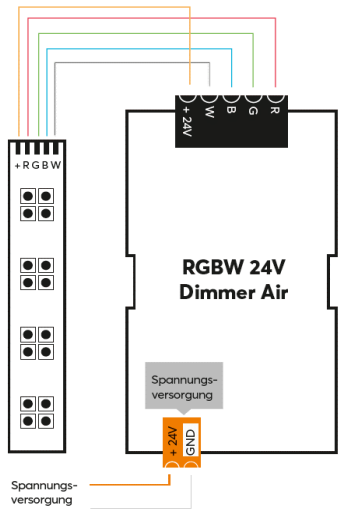 + 24V W B G R
+ R G B W
RGBW 24V
Dimmer Air
Spannungs-
versorgung
+ 24V GND
Spannungs-
versorgung